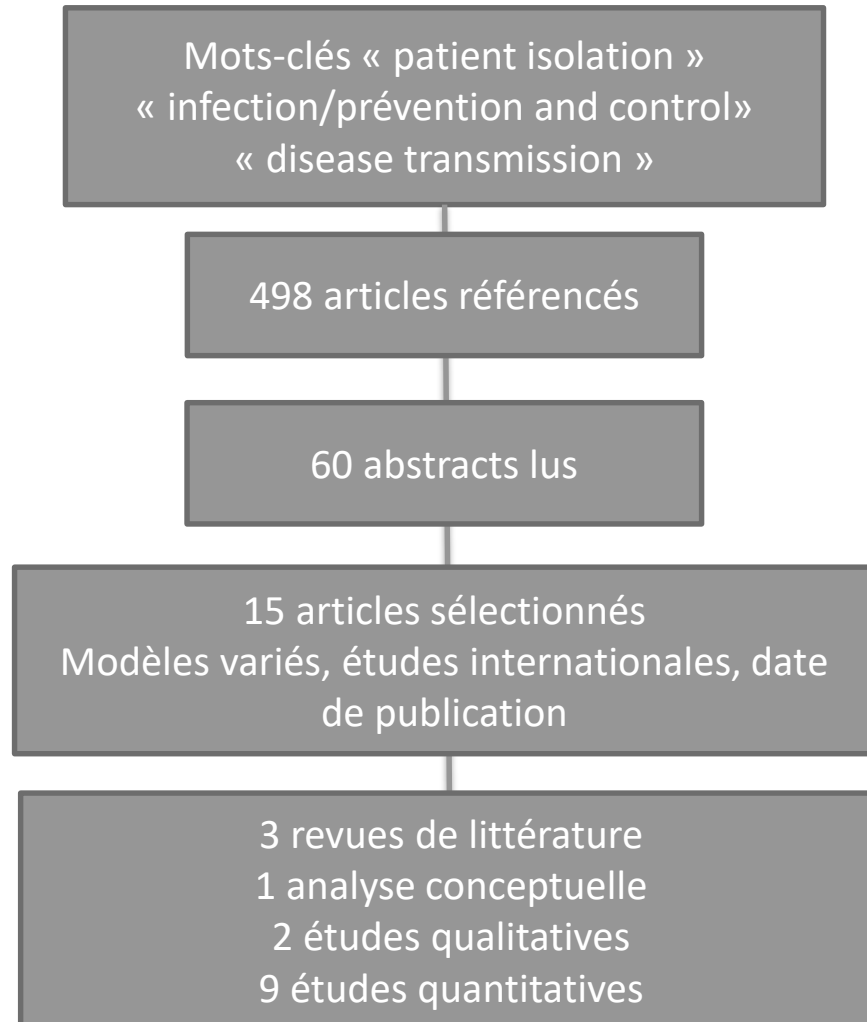 Mots-clés « patient isolation »
« infection/prévention and control»
« disease transmission »
498 articles référencés
60 abstracts lus
15 articles sélectionnés
Modèles variés, études internationales, date
de publication
3 revues de littérature
1 analyse conceptuelle
2 études qualitatives
9 études quantitatives